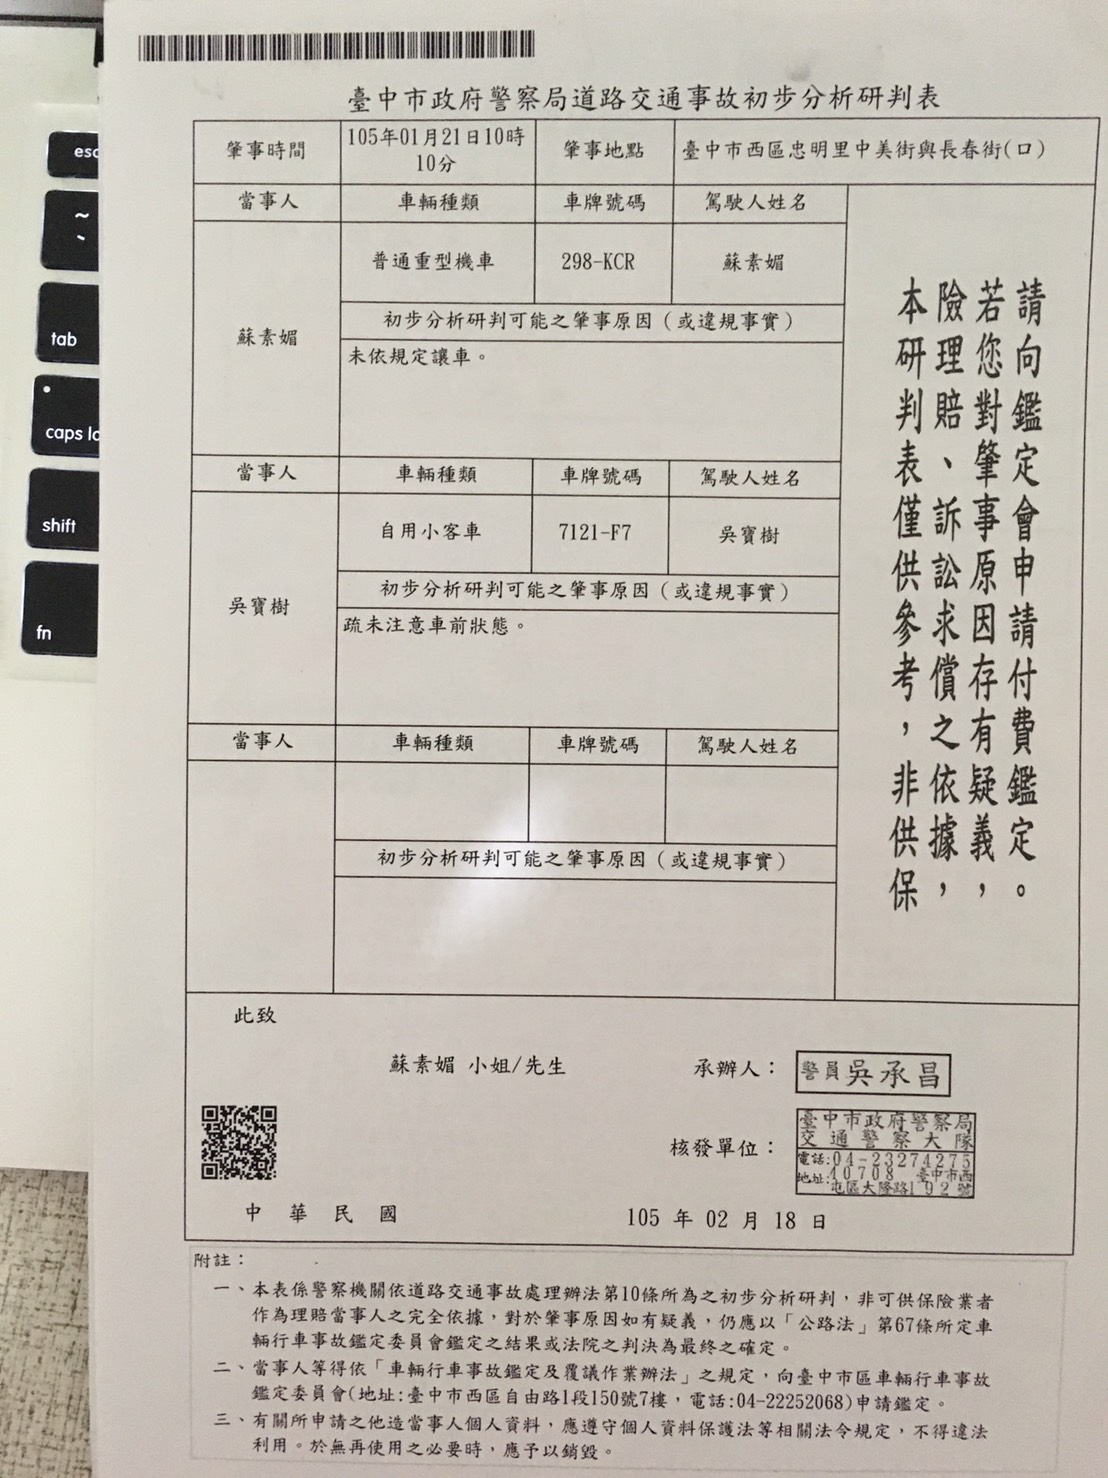 esc
~
`
tab
caps lo
shift
fn
臺中市政府警察局道路交通事故初步分析研判表
肇事時間
105年01月21日10時
10分
肇事地點
臺中市西區忠明里中美街與長春街(口)
當事人
車輛種類
車牌號碼
駕駛人姓名
蘇素媚
普通重型機車
298-KCR
蘇素媚
初步分析研判可能之肇事原因（或違規事實）
未依規定讓車。
當事人
車輛種類
車牌號碼
駕駛人姓名
吳寶樹
自用小客車
7121-F7
吳寶樹
初步分析研判可能之肇事原因（或違規事實）
疏未注意車前狀態。
當事人
車輛種類
車牌號碼
駕駛人姓名
初步分析研判可能之肇事原因（或違規事實）
本研判表僅供參考，非供保
險理賠、訴訟求償之依據，
若您對肇事原因存有疑義，
請向鑑定會申請付費鑑定。
此致
蘇素媚 小姐/先生
承辦人：
警員吳承昌
核發單位：
臺中市政府警察局
交通警察大隊
電話:04-23274275
地址:40708 臺中市西
屯區大隆路192號
中華民國
105 年 02 月 18 日
附註：
一、本表係警察機關依道路交通事故處理辦法第10條所為之初步分析研判，非可供保險業者
作為理賠當事人之完全依據，對於肇事原因如有疑義，仍應以「公路法」第67條所定車
輛行車事故鑑定委員會鑑定之結果或法院之判決為最終之確定。
二、當事人等得依「車輛行車事故鑑定及覆議作業辦法」之規定，向臺中市區車輛行車事故
鑑定委員會(地址:臺中市西區自由路1段150號7樓，電話:04-22252068)申請鑑定。
三、有關所申請之他造當事人個人資料，應遵守個人資料保護法等相關法令規定，不得違法
利用。於無再使用之必要時，應予以銷毀。